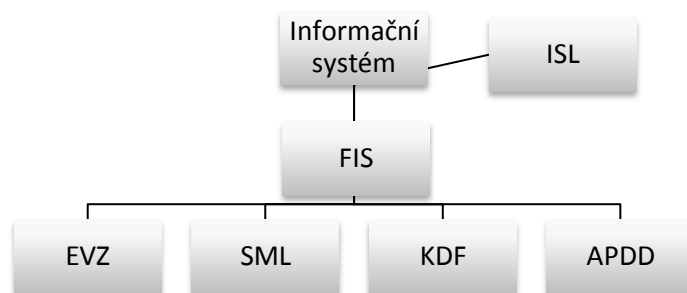 Informační
systém
ISL
FIS
EVZ
SML
KDF
APDD